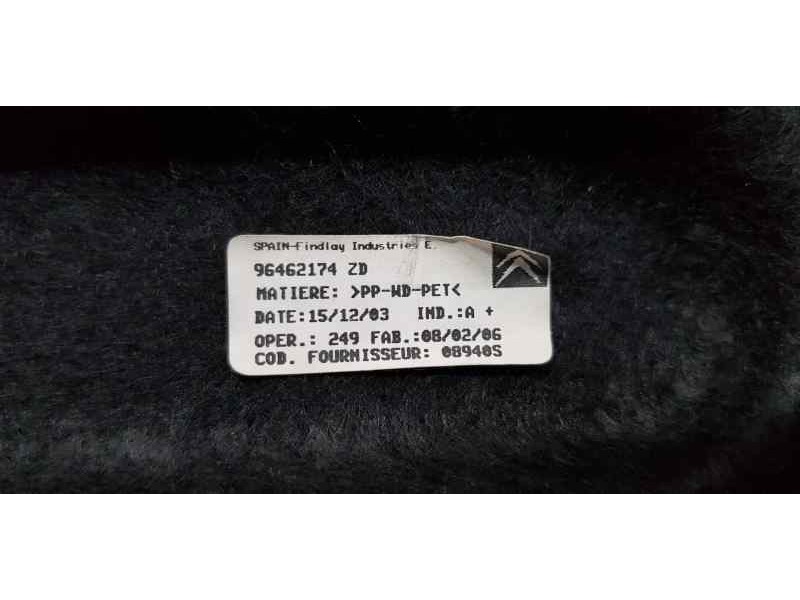 SPAIN-Findlay Industries E.
96462174 ZD
MATIERE: >PP-WD-PET<
DATE:15/12/03 IND.:A +
OPER.: 249 FAB.:08/02/06
COD. FOURNISSEUR: 08940S